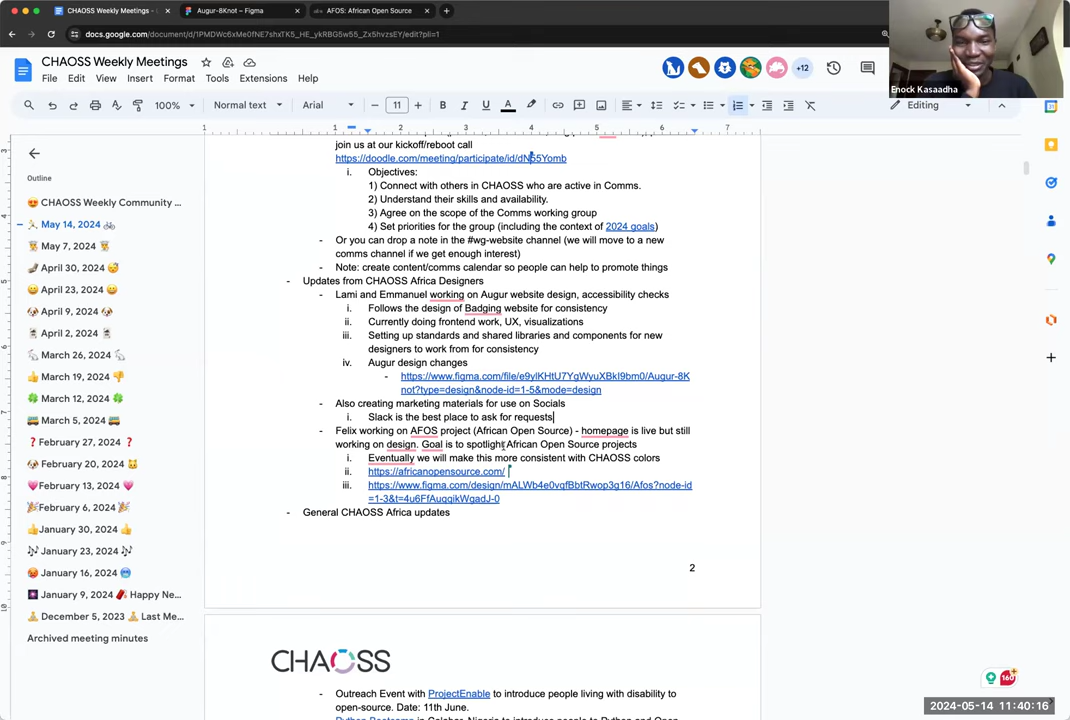 CHAOSS Weekly Meetings
Augur-8Knot – Figma
AFOS: African Open Source
docs.google.com/document/d/1PMDWc6xMe0fNE7shxTK5_HE_ykRBG5w55_Zx5hvzsEY/edit?pli=1
CHAOSS Weekly Meetings
File Edit View Insert Format Tools Extensions Help
+12
Enock Kasaadha
100% Normal text Arial 11 Editing
1 1 2 3 4 5 6 7
join us at our kickoff/reboot call
https://doodle.com/meeting/participate/id/dN55Yomb
i. Objectives:
1) Connect with others in CHAOSS who are active in Comms.
2) Understand their skills and availability.
3) Agree on the scope of the Comms working group
4) Set priorities for the group (including the context of 2024 goals)
- Or you can drop a note in the #wg-website channel (we will move to a new
comms channel if we get enough interest)
- Note: create content/comms calendar so people can help to promote things
- Updates from CHAOSS Africa Designers
- Lami and Emmanuel working on Augur website design, accessibility checks
i. Follows the design of Badging website for consistency
ii. Currently doing frontend work, UX, visualizations
iii. Setting up standards and shared libraries and components for new
designers to work from for consistency
iv. Augur design changes
- https://www.figma.com/file/e9ylKHtU7YgWyuXBkI9bm0/Augur-8K
not?type=design&node-id=1-5&mode=design
- Also creating marketing materials for use on Socials
i. Slack is the best place to ask for requests
- Felix working on AFOS project (African Open Source) - homepage is live but still
working on design. Goal is to spotlight African Open Source projects
i. Eventually we will make this more consistent with CHAOSS colors
ii. https://africanopensource.com/
iii. https://www.figma.com/design/mALWb4e0vqfBbtRwop3g16/Afos?node-id
=1-3&t=4u6FfAuqqikWgadJ-0
- General CHAOSS Africa updates
2
CHAOSS
- Outreach Event with ProjectEnable to introduce people living with disability to
open-source. Date: 11th June.
Outline
CHAOSS Weekly Community ...
May 14, 2024
May 7, 2024
April 30, 2024
April 23, 2024
April 9, 2024
April 2, 2024
March 26, 2024
March 19, 2024
March 12, 2024
March 5, 2024
February 27, 2024
February 20, 2024
February 13, 2024
February 6, 2024
January 30, 2024
January 23, 2024
January 16, 2024
January 9, 2024 Happy Ne...
December 5, 2023 Last Me...
Archived meeting minutes
160
2024-05-14 11:40:16